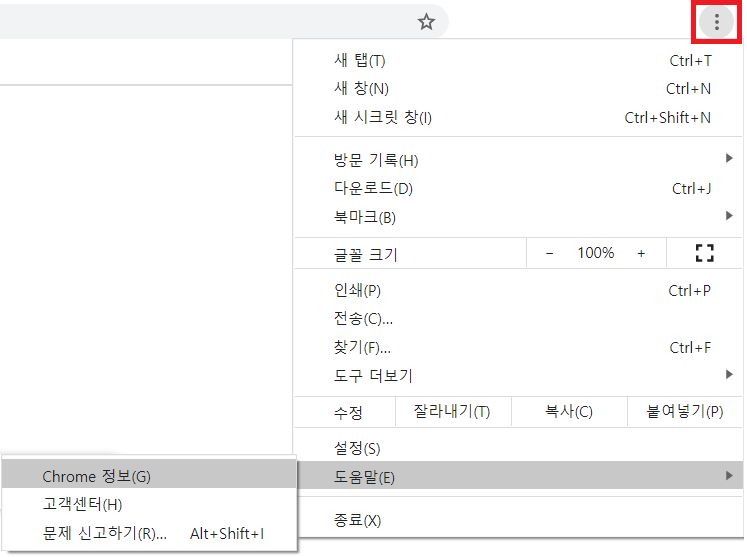 새 탭(T) Ctrl+T
새 창(N) Ctrl+N
새 시크릿 창(I) Ctrl+Shift+N
방문 기록(H)
다운로드(D) Ctrl+J
북마크(B)
글꼴 크기 − 100% +
인쇄(P) Ctrl+P
전송(C)...
찾기(F)... Ctrl+F
도구 더보기
수정 잘라내기(T) 복사(C) 붙여넣기(P)
설정(S)
도움말(E)
종료(X)
Chrome 정보(G)
고객센터(H)
문제 신고하기(R)... Alt+Shift+I